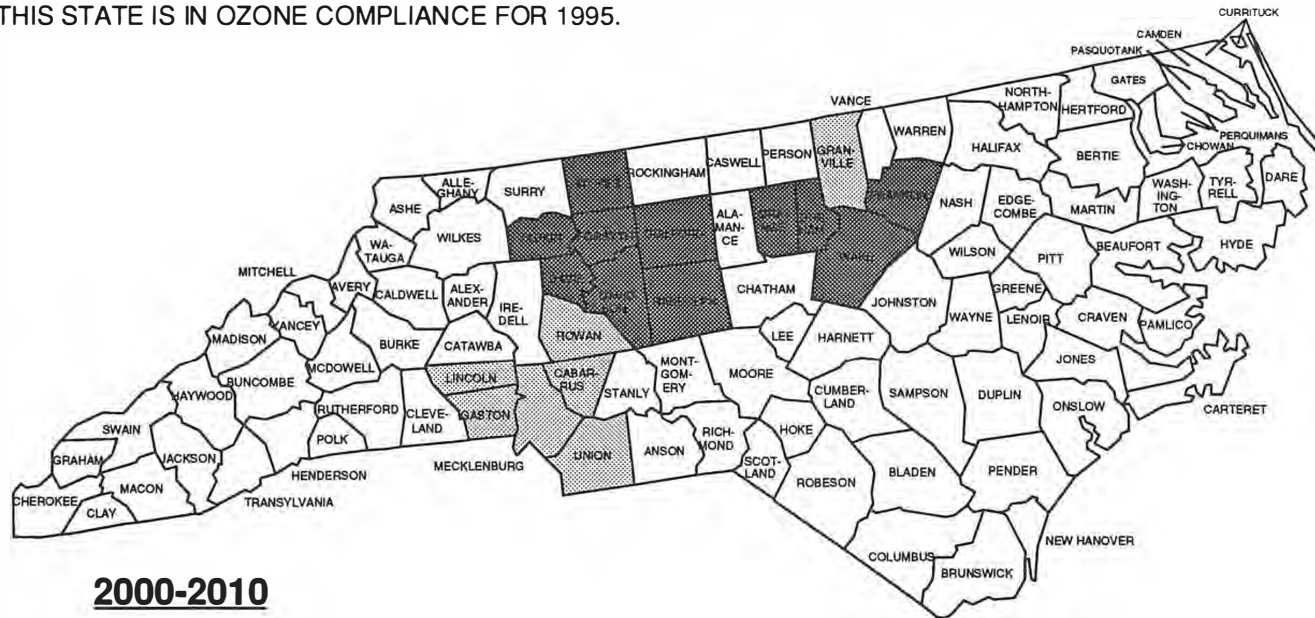 THIS STATE IS IN OZONE COMPLIANCE FOR 1995.
CURRITUCK
CAMDEN
PASQUOTANK
GATES
NORTH-
HAMPTON
HERTFORD
VANCE
WARREN
HALIFAX
BERTIE
CHOWAN
PERQUIMANS
GRAN-
VILLE
PERSON
CASWELL
ROCKINGHAM
SURRY
ALLE-
GHANY
ASHE
WILKES
WA-
TAUGA
ALA-
MAN-
CE
NASH
EDGE-
COMBE
MARTIN
WASH-
ING-
TON
TYR-
RELL
DARE
WILSON
PITT
BEAUFORT
HYDE
MITCHELL
AVERY
CALDWELL
ALEX-
ANDER
IRE-
DELL
CHATHAM
JOHNSTON
WAYNE
GREENE
LENOIR
CRAVEN
PAMLICO
MADISON
YANCEY
BURKE
CATAWBA
ROWAN
LEE
HARNETT
JONES
MCDOWELL
BUNCOMBE
HAYWOOD
LINCOLN
CABAR-
RUS
STANLY
MONT-
GOM-
ERY
MOORE
CUMBER-
LAND
SAMPSON
DUPLIN
ONSLOW
CARTERET
SWAIN
RUTHERFORD
CLEVE-
LAND
GASTON
POLK
GRAHAM
JACKSON
HENDERSON
MECKLENBURG
UNION
ANSON
RICH-
MOND
HOKE
SCOT-
LAND
BLADEN
PENDER
CHEROKEE
MACON
CLAY
TRANSYLVANIA
ROBESON
COLUMBUS
NEW HANOVER
BRUNSWICK
2000-2010